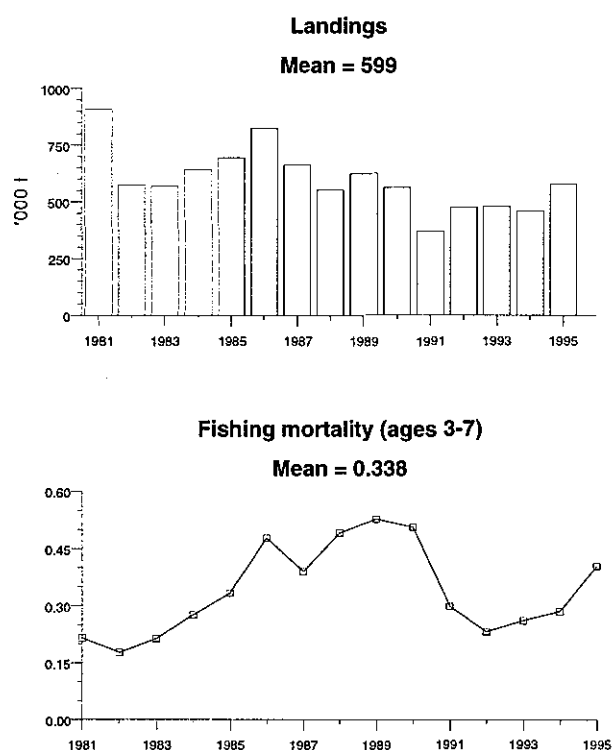 Landings
Mean = 599
'000 t
1000
750
500
250
0
1981 1983 1985 1987 1989 1991 1993 1995
Fishing mortality (ages 3-7)
Mean = 0.338
0.60
0.45
0.30
0.15
0.00
1981 1983 1985 1987 1989 1991 1993 1995